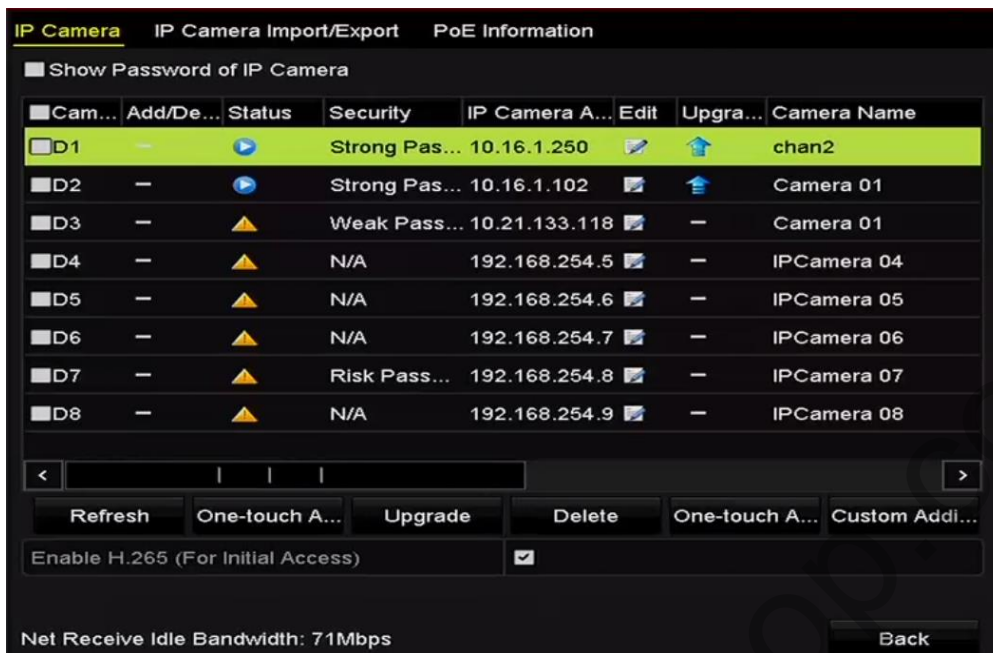 IP Camera IP Camera Import/Export PoE Information
Show Password of IP Camera
Cam... Add/De... Status Security IP Camera A... Edit Upgra... Camera Name
D1 – Strong Pas... 10.16.1.250 chan2
D2 – Strong Pas... 10.16.1.102 Camera 01
D3 – Weak Pass... 10.21.133.118 – Camera 01
D4 – N/A 192.168.254.5 – IPCamera 04
D5 – N/A 192.168.254.6 – IPCamera 05
D6 – N/A 192.168.254.7 – IPCamera 06
D7 – Risk Pass... 192.168.254.8 – IPCamera 07
D8 – N/A 192.168.254.9 – IPCamera 08
< >
Refresh One-touch A... Upgrade Delete One-touch A... Custom Addi...
Enable H.265 (For Initial Access)
Net Receive Idle Bandwidth: 71Mbps Back